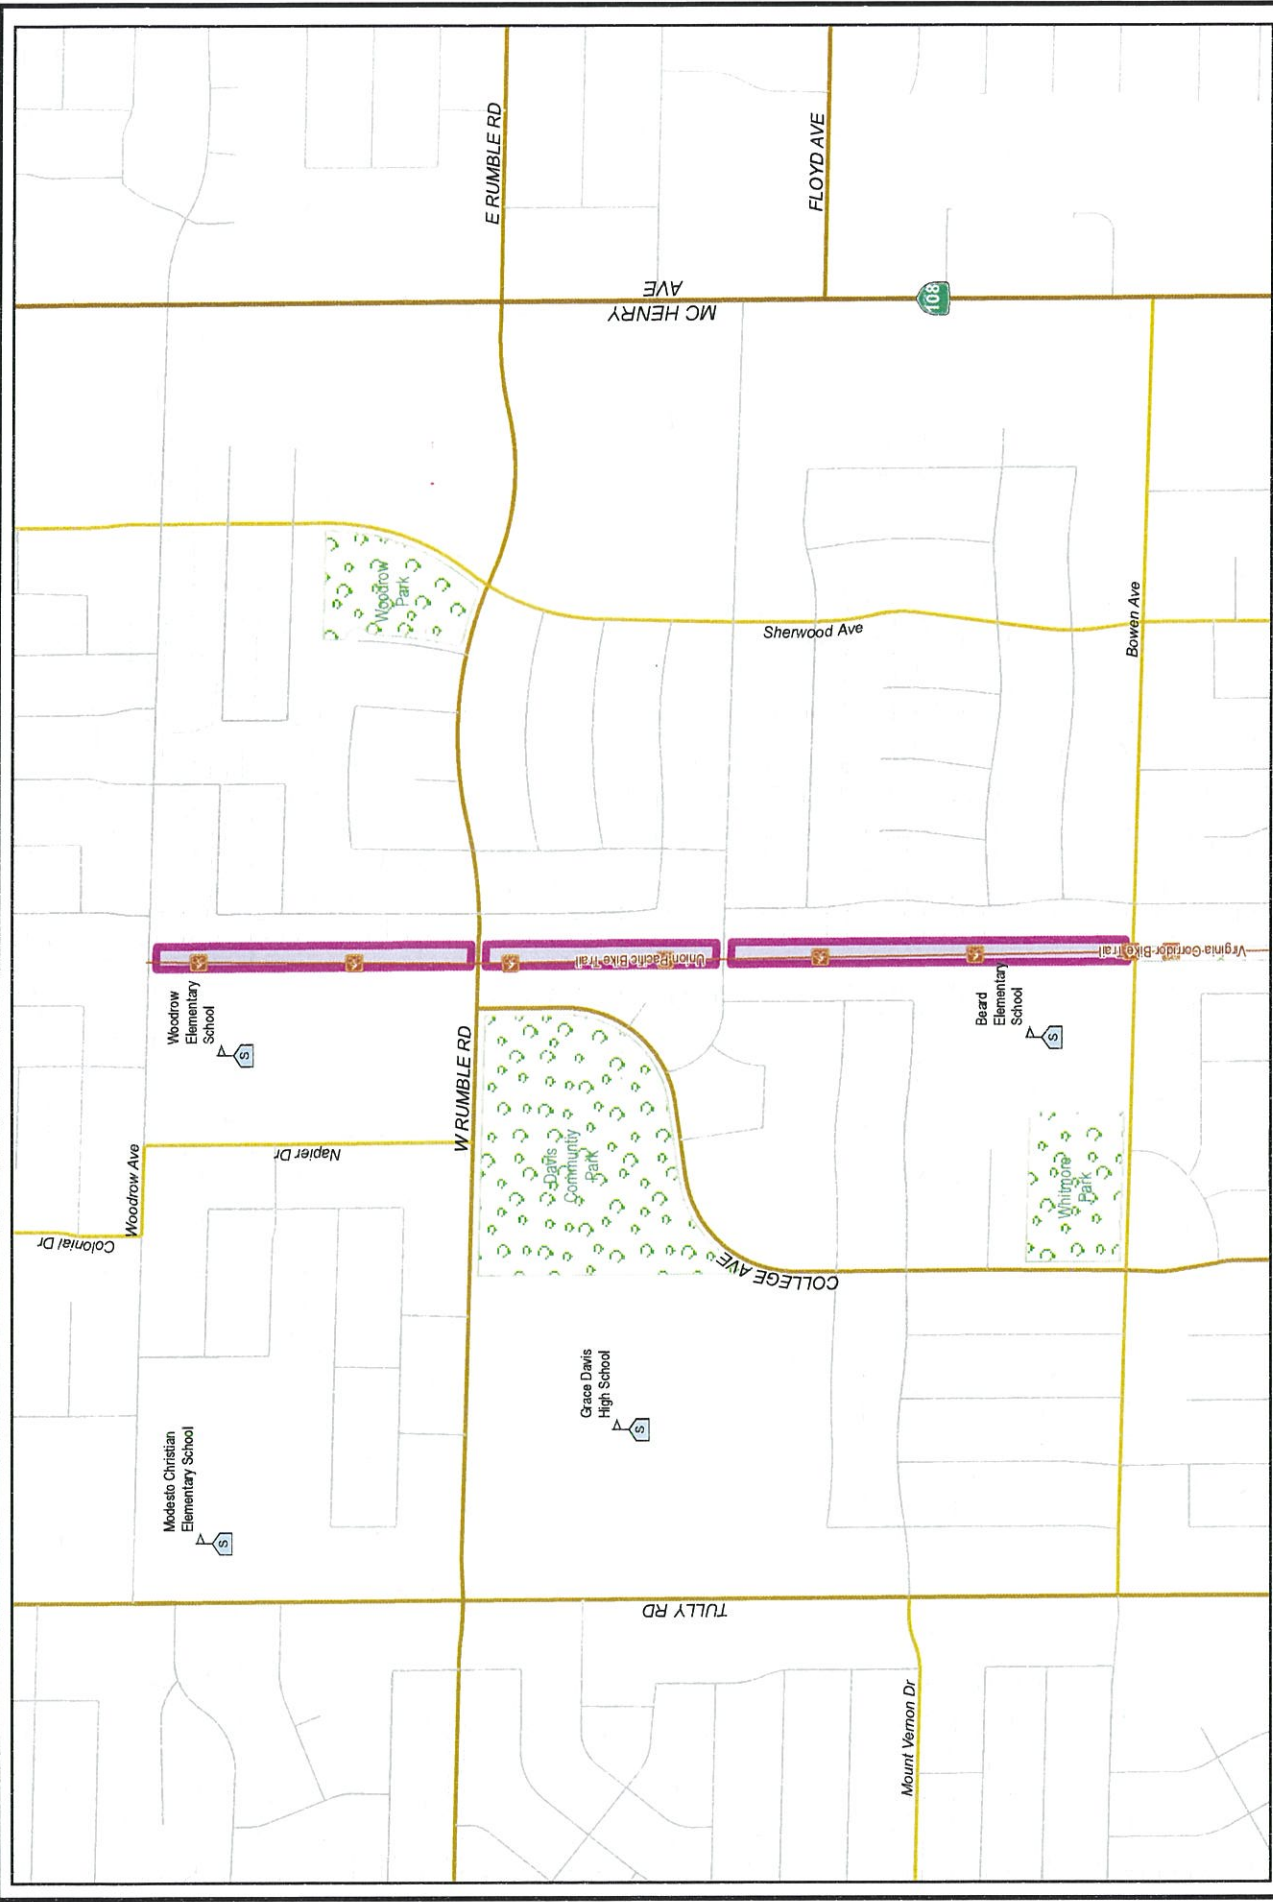 Colonial Dr
Woodrow Ave
Napier Dr
Modesto Christian
Elementary School
S
Woodrow
Elementary
School
S
Woodrow
Park
E RUMBLE RD
W RUMBLE RD
Davis
Communtiy
Park
Grace Davis
High School
S
COLLEGE AVE
TULLY RD
Union Pacific Bike Trail
MC HENRY
AVE
FLOYD AVE
108
Sherwood Ave
Mount Vernon Dr
Beard
Elementary
School
S
Whitmore
Park
Bowen Ave
Virginia Corridor Bike Trail